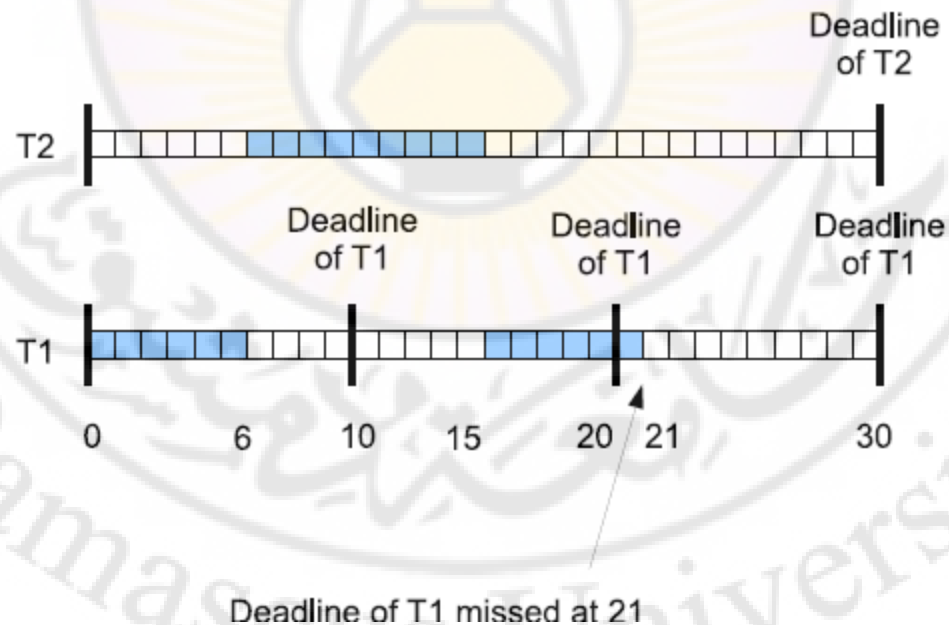 Deadline
of T2
T2
Deadline
of T1
Deadline
of T1
Deadline
of T1
T1
0 6 10 15 20 21 30
Deadline of T1 missed at 21